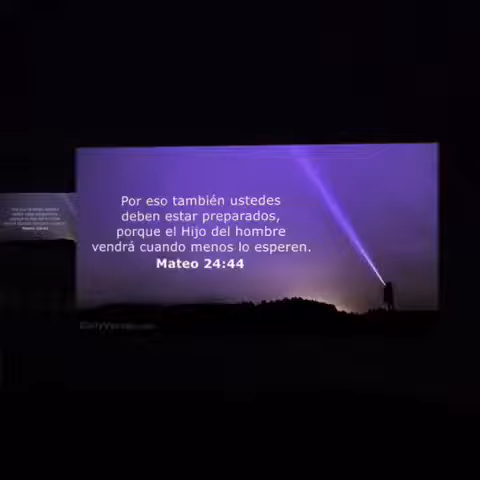 Por eso también ustedes
deben estar preparados,
porque el Hijo del hombre
vendrá cuando menos lo esperen.
Mateo 24:44